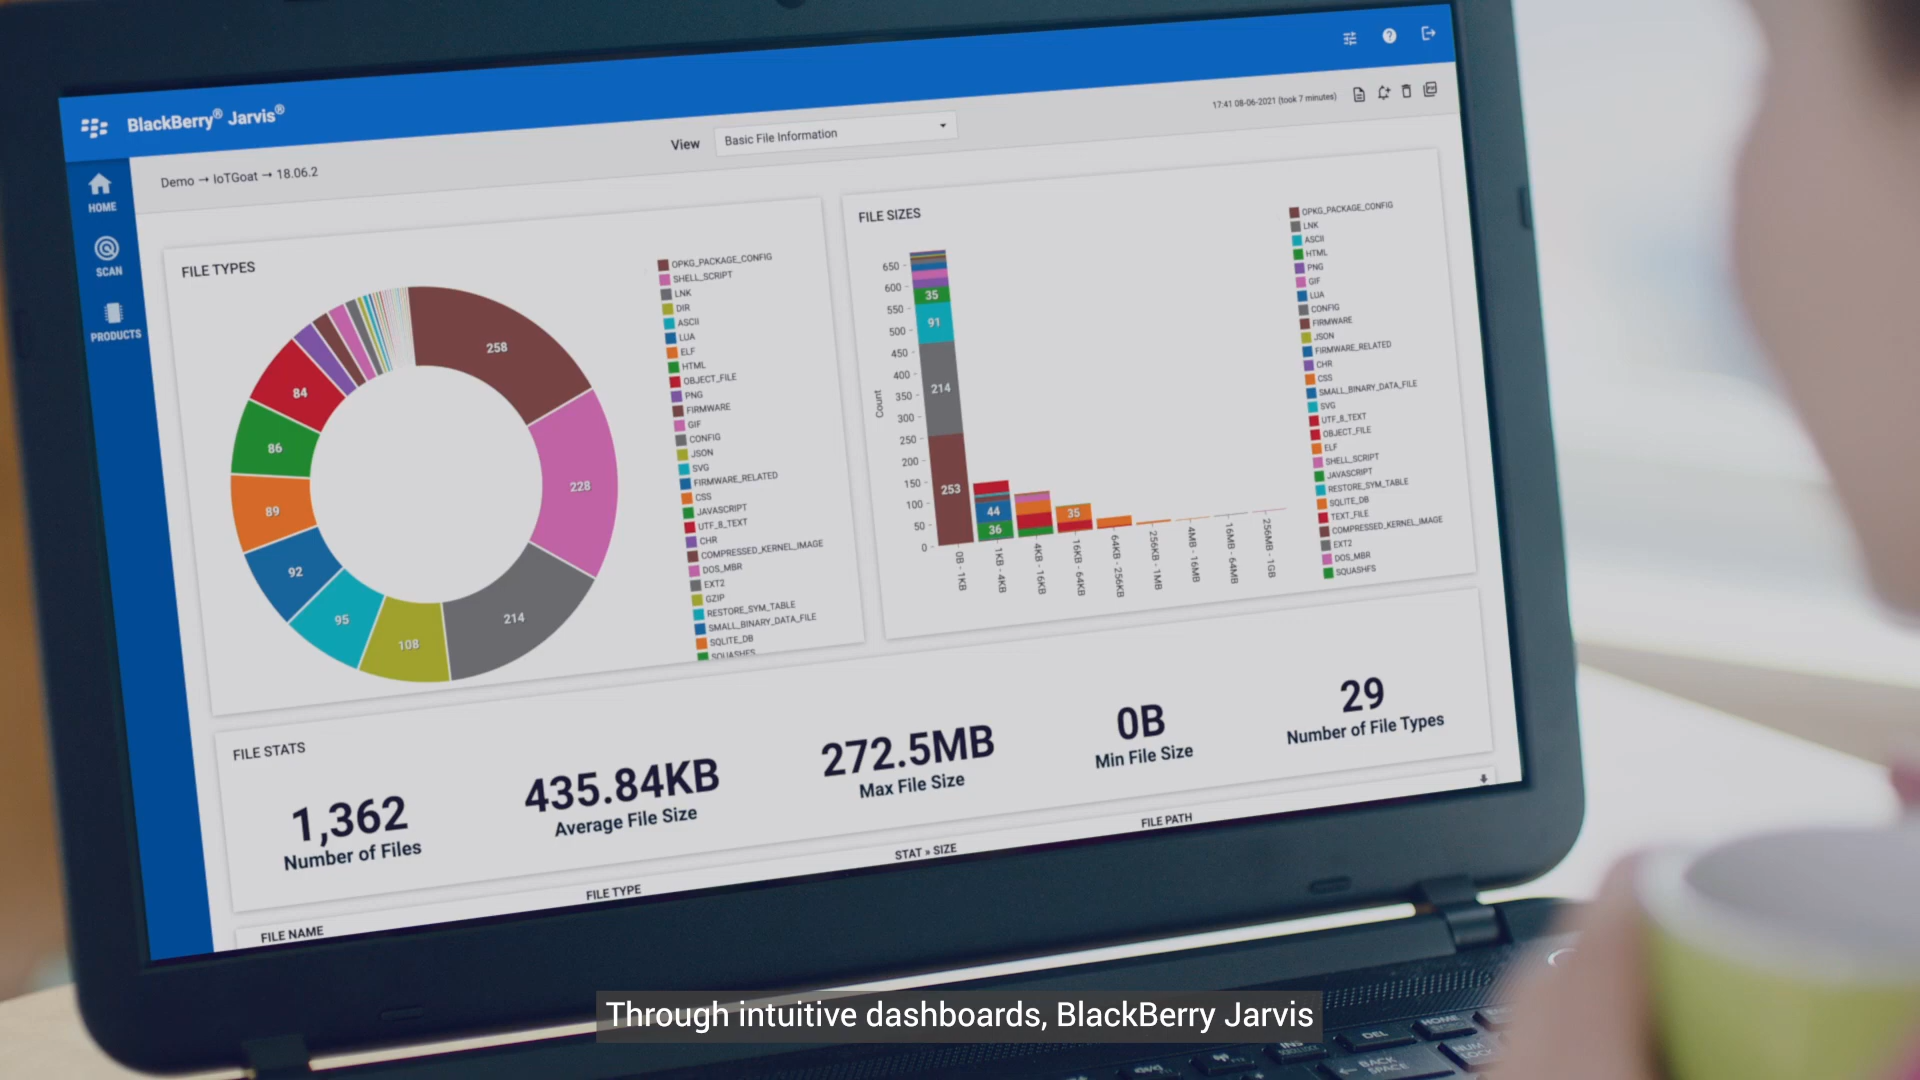 BlackBerry® Jarvis®
HOME
SCAN
PRODUCTS
Demo → IoTGoat → 18.06.2
View
Basic File Information
17:41 08-06-2021 (took 7 minutes)
FILE TYPES
258
228
214
108
95
92
89
86
84
OPKG_PACKAGE_CONFIG
SHELL_SCRIPT
LNK
DIR
ASCII
LUA
ELF
HTML
OBJECT_FILE
PNG
FIRMWARE
GIF
CONFIG
JSON
SVG
FIRMWARE_RELATED
CSS
JAVASCRIPT
UTF_8_TEXT
CHR
COMPRESSED_KERNEL_IMAGE
DOS_MBR
EXT2
GZIP
RESTORE_SYM_TABLE
SMALL_BINARY_DATA_FILE
SQLITE_DB
SQUASHFS
FILE SIZES
Count
650
600
550
500
450
400
350
300
250
200
150
100
50
0
35
91
214
253
44
36
35
0B - 1KB
1KB - 4KB
4KB - 16KB
16KB - 64KB
64KB - 256KB
256KB - 1MB
4MB - 16MB
16MB - 64MB
256MB - 1GB
OPKG_PACKAGE_CONFIG
LNK
ASCII
HTML
PNG
GIF
LUA
CONFIG
FIRMWARE
JSON
FIRMWARE_RELATED
CHR
CSS
SMALL_BINARY_DATA_FILE
SVG
UTF_8_TEXT
OBJECT_FILE
ELF
SHELL_SCRIPT
JAVASCRIPT
RESTORE_SYM_TABLE
SQLITE_DB
TEXT_FILE
COMPRESSED_KERNEL_IMAGE
EXT2
DOS_MBR
SQUASHFS
FILE STATS
1,362
Number of Files
435.84KB
Average File Size
272.5MB
Max File Size
0B
Min File Size
29
Number of File Types
FILE NAME
FILE TYPE
STAT » SIZE
FILE PATH
Through intuitive dashboards, BlackBerry Jarvis
INS
DEL
HOME
BACK
SPACE